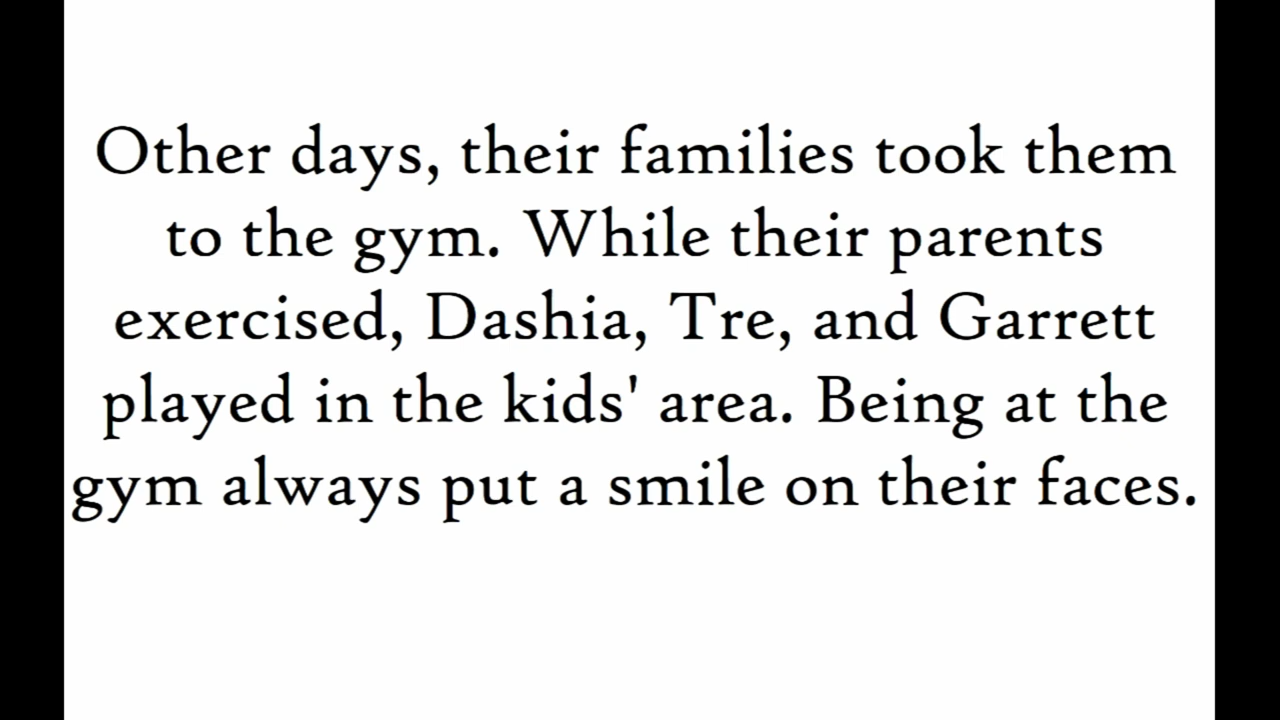 Other days, their families took them
to the gym. While their parents
exercised, Dashia, Tre, and Garrett
played in the kids' area. Being at the
gym always put a smile on their faces.